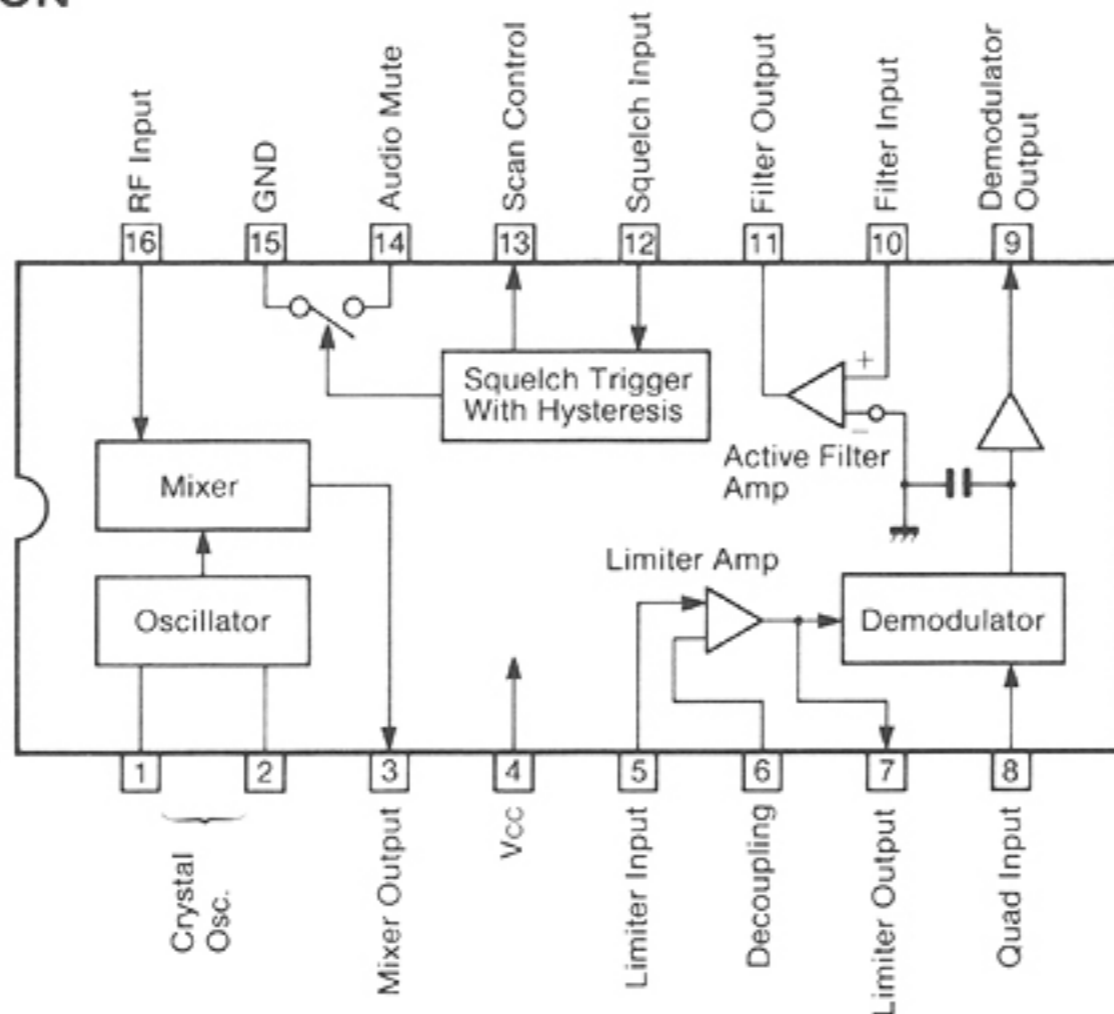 RF Input
GND
Audio Mute
Scan Control
Squelch Input
Filter Output
Filter Input
Demodulator
Output
16
15
14
13
12
11
10
9
Squelch Trigger
With Hysteresis
+
−
Active Filter
Amp
Mixer
Oscillator
Limiter Amp
Demodulator
1
2
3
4
5
6
7
8
Crystal
Osc.
Mixer Output
Vcc
Limiter Input
Decoupling
Limiter Output
Quad Input